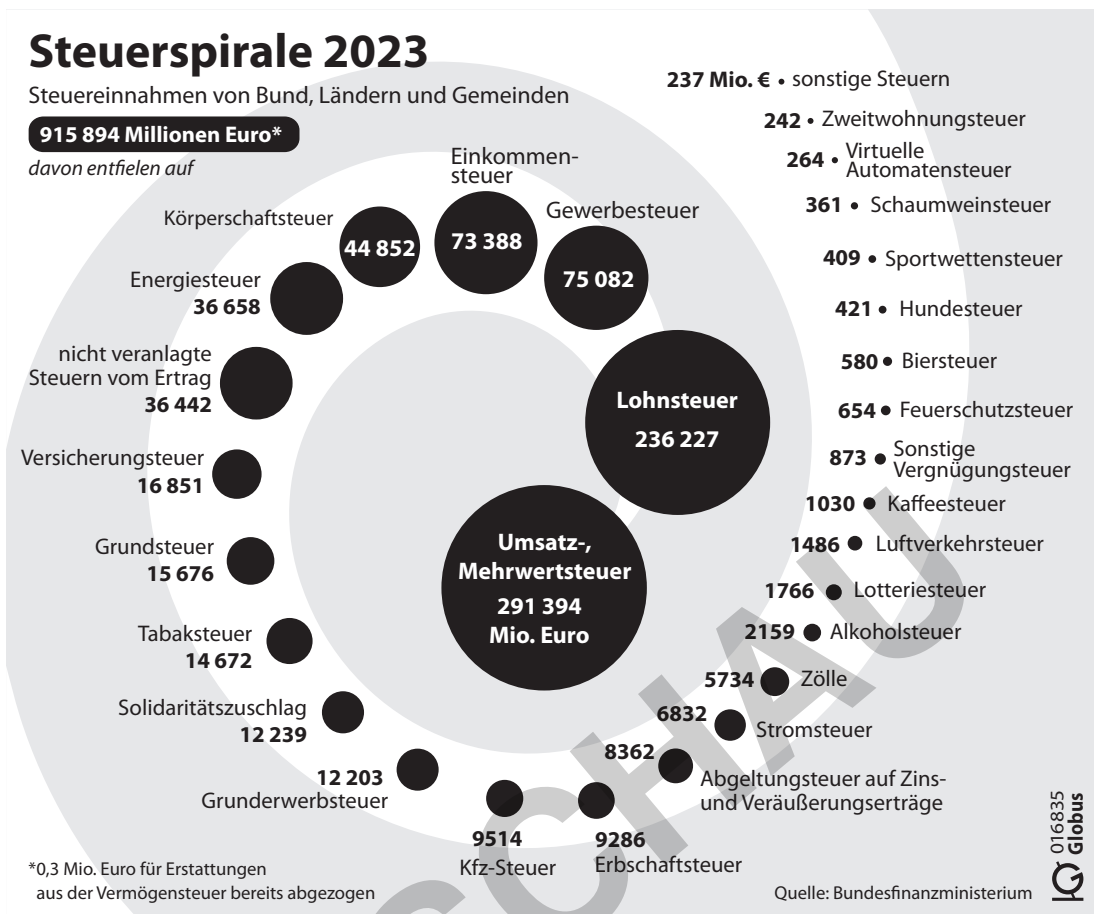 Steuerspirale 2023
Steuereinnahmen von Bund, Ländern und Gemeinden
915 894 Millionen Euro*
davon entfielen auf
Umsatz-,
Mehrwertsteuer
291 394
Mio. Euro
Lohnsteuer
236 227
Gewerbesteuer
75 082
Einkommen-
steuer
73 388
Körperschaftsteuer
44 852
Energiesteuer
36 658
nicht veranlagte
Steuern vom Ertrag
36 442
Versicherungsteuer
16 851
Grundsteuer
15 676
Tabaksteuer
14 672
Solidaritätszuschlag
12 239
12 203
Grunderwerbsteuer
9514
Kfz-Steuer
9286
Erbschaftsteuer
8362
Abgeltungsteuer auf Zins-
und Veräußerungserträge
6832
Stromsteuer
5734 Zölle
2159 Alkoholsteuer
1766 Lotteriesteuer
1486 Luftverkehrsteuer
1030 Kaffeesteuer
873 Sonstige
Vergnügungsteuer
654 Feuerschutzsteuer
580 Biersteuer
421 Hundesteuer
409 Sportwettensteuer
361 Schaumweinsteuer
264 Virtuelle
Automatensteuer
242 Zweitwohnungsteuer
237 Mio. € sonstige Steuern
*0,3 Mio. Euro für Erstattungen
aus der Vermögensteuer bereits abgezogen
Quelle: Bundesfinanzministerium
016835
Globus
SCHAU